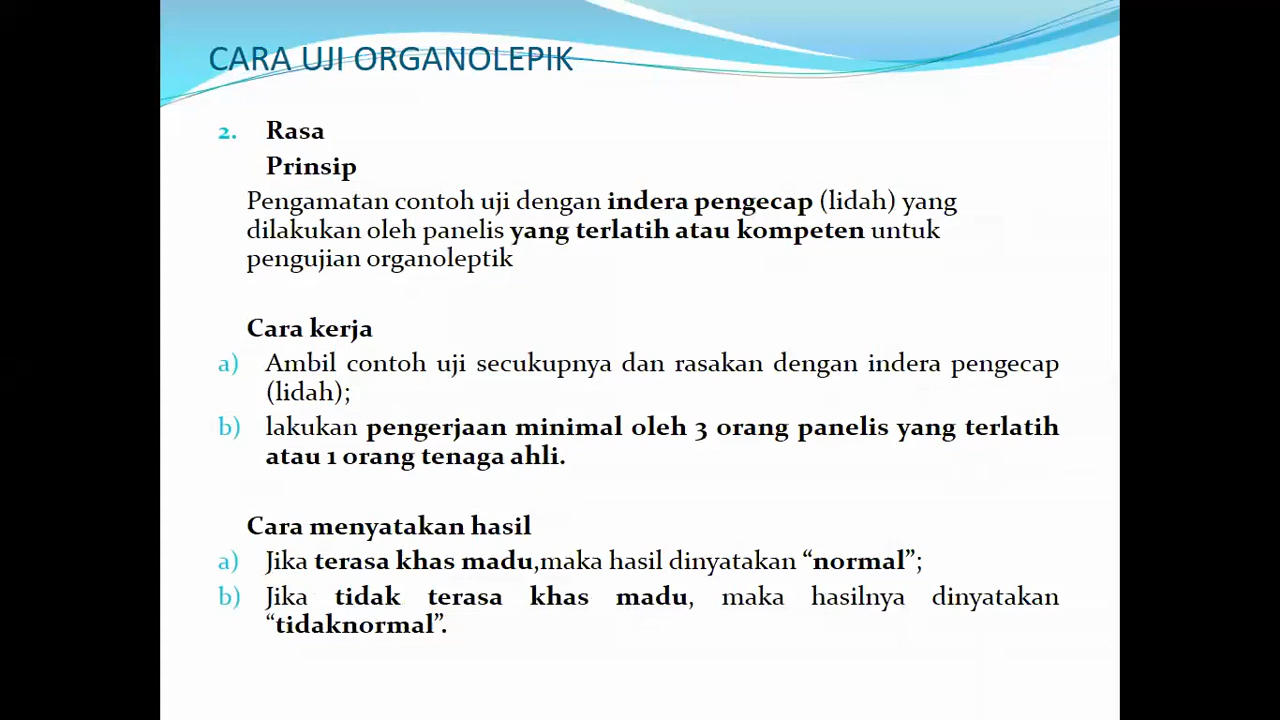 CARA UJI ORGANOLEPIK
2. Rasa
Prinsip
Pengamatan contoh uji dengan indera pengecap (lidah) yang
dilakukan oleh panelis yang terlatih atau kompeten untuk
pengujian organoleptik
Cara kerja
a) Ambil contoh uji secukupnya dan rasakan dengan indera pengecap
(lidah);
b) lakukan pengerjaan minimal oleh 3 orang panelis yang terlatih
atau 1 orang tenaga ahli.
Cara menyatakan hasil
a) Jika terasa khas madu,maka hasil dinyatakan “normal”;
b) Jika tidak terasa khas madu, maka hasilnya dinyatakan
“tidaknormal”.